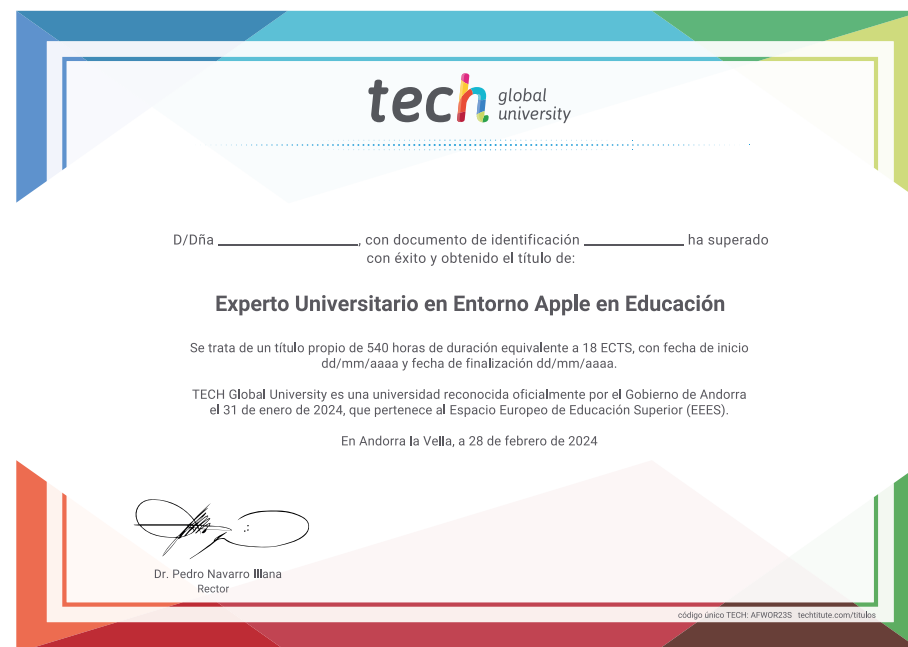 tech global university
D/Dña ______________, con documento de identificación __________ ha superado
con éxito y obtenido el título de:
Experto Universitario en Entorno Apple en Educación
Se trata de un título propio de 540 horas de duración equivalente a 18 ECTS, con fecha de inicio
dd/mm/aaaa y fecha de finalización dd/mm/aaaa.
TECH Global University es una universidad reconocida oficialmente por el Gobierno de Andorra
el 31 de enero de 2024, que pertenece al Espacio Europeo de Educación Superior (EEES).
En Andorra la Vella, a 28 de febrero de 2024
Dr. Pedro Navarro Illana
Rector
código único TECH: AFWOR23S techtitute.com/titulos